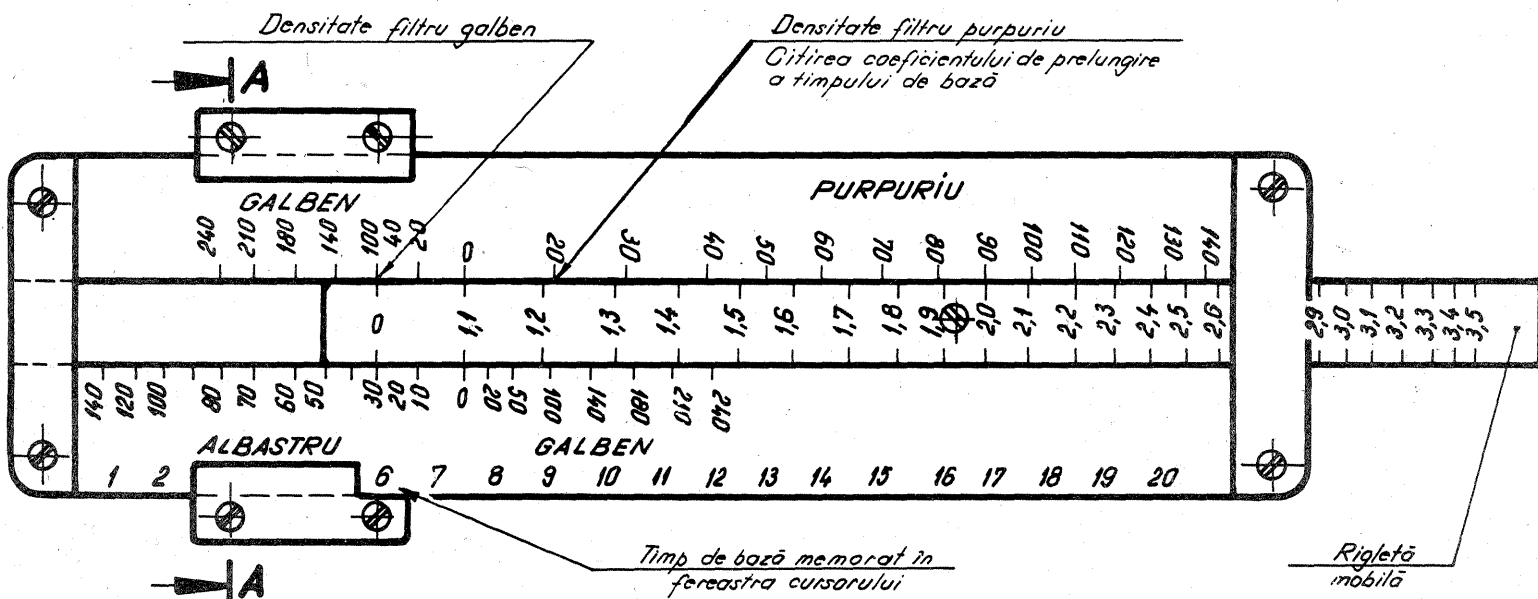 Densitate filtru galben
Densitate filtru purpuriu
Citirea coeficientului de prelungire
a timpului de bază
A
GALBEN
PURPURIU
240 210 180 140 100 40 20 0 20 30 40 50 60 70 80 90 100 110 120 130 140
0 1,1 1,2 1,3 1,4 1,5 1,6 1,7 1,8 1,9 2,0 2,1 2,2 2,3 2,4 2,5 2,6 2,9 3,0 3,1 3,2 3,3 3,4 3,5
140 120 100 80 70 60 50 30 20 10 0 20 50 100 140 180 210 240
ALBASTRU
GALBEN
1 2 6 7 8 9 10 11 12 13 14 15 16 17 18 19 20
Timp de bază memorat în
fereastra cursorului
Rigletă
mobilă
A